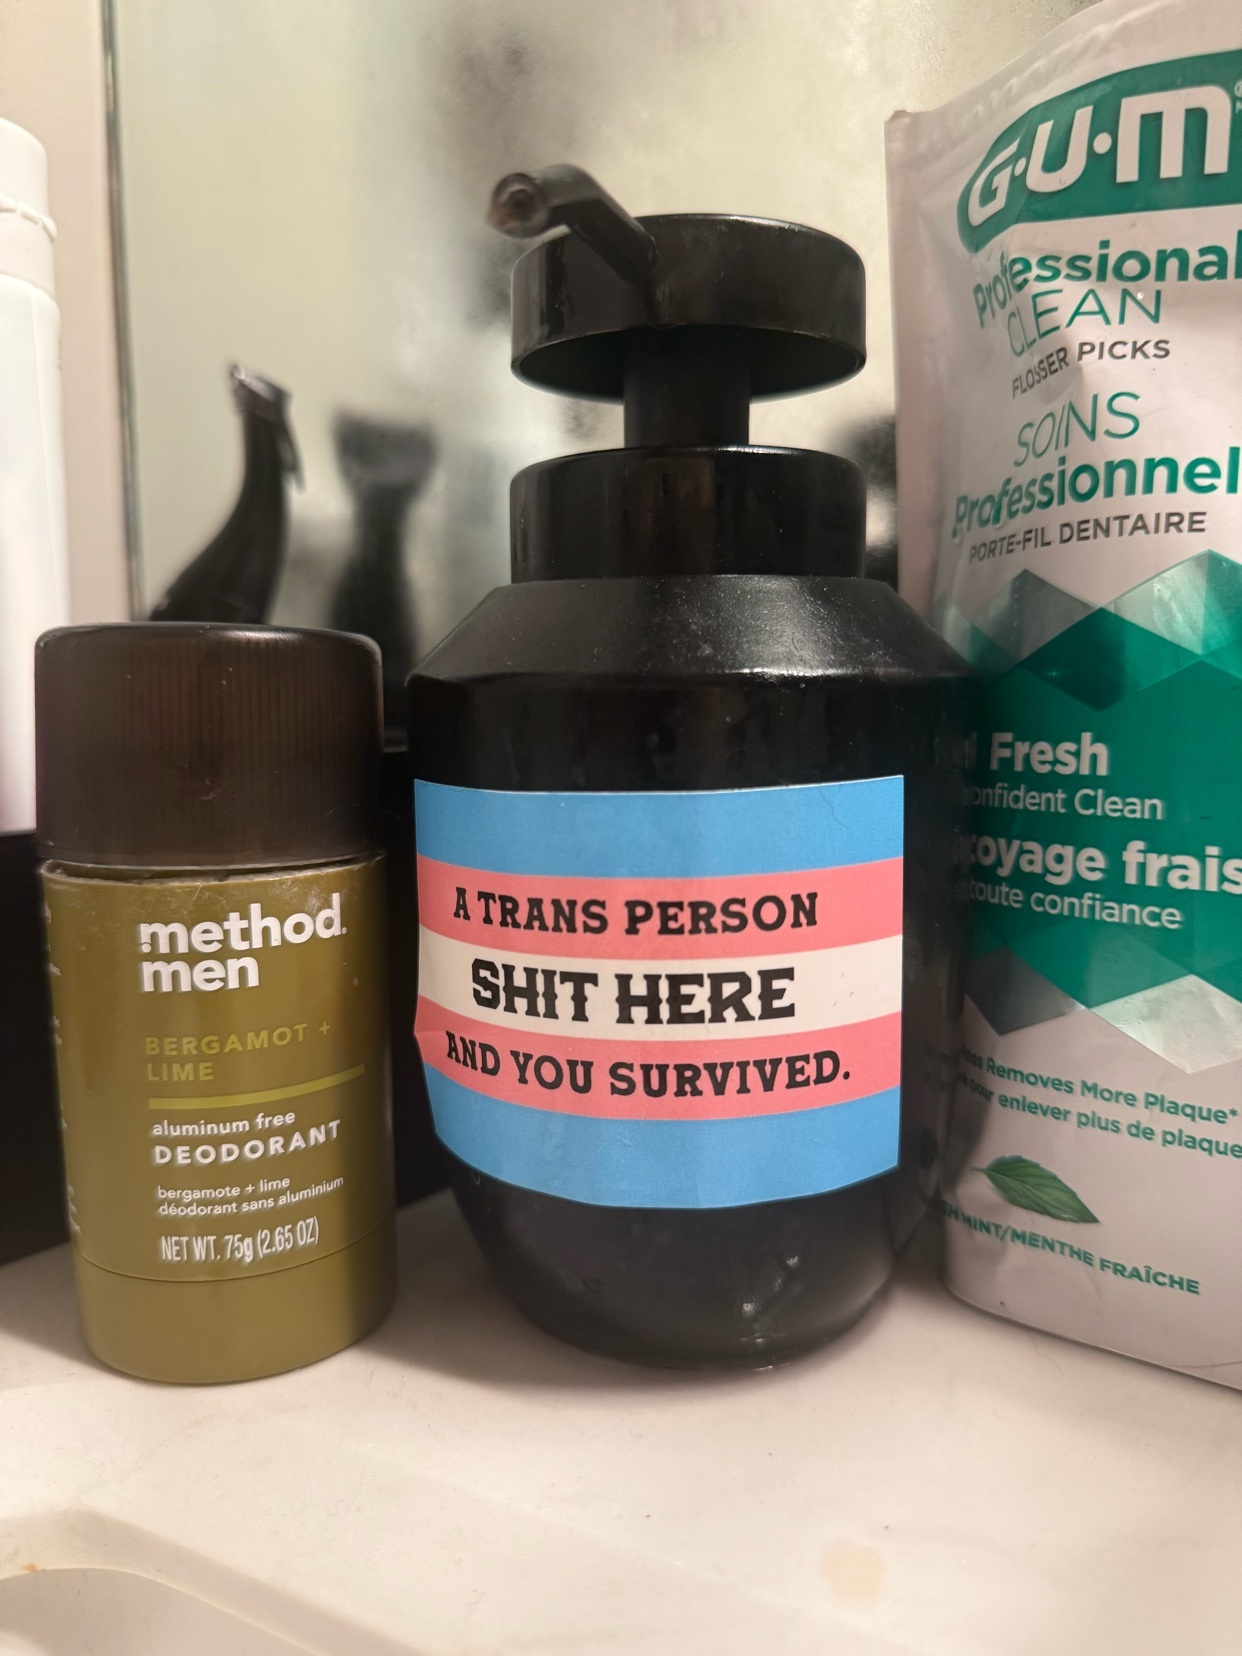 method.
men
BERGAMOT +
LIME
aluminum free
DEODORANT
bergamote + lime
déodorant sans aluminium
NET WT. 75g (2.65 OZ)
A TRANS PERSON
SHIT HERE
AND YOU SURVIVED.
G·U·M
Professional
CLEAN
FLOSSER PICKS
SOINS
Professionnel
PORTE-FIL DENTAIRE
Fresh
Confident Clean
frais
toute confiance
Removes More Plaque*
pour enlever plus de plaque
MINT/MENTHE FRAÎCHE